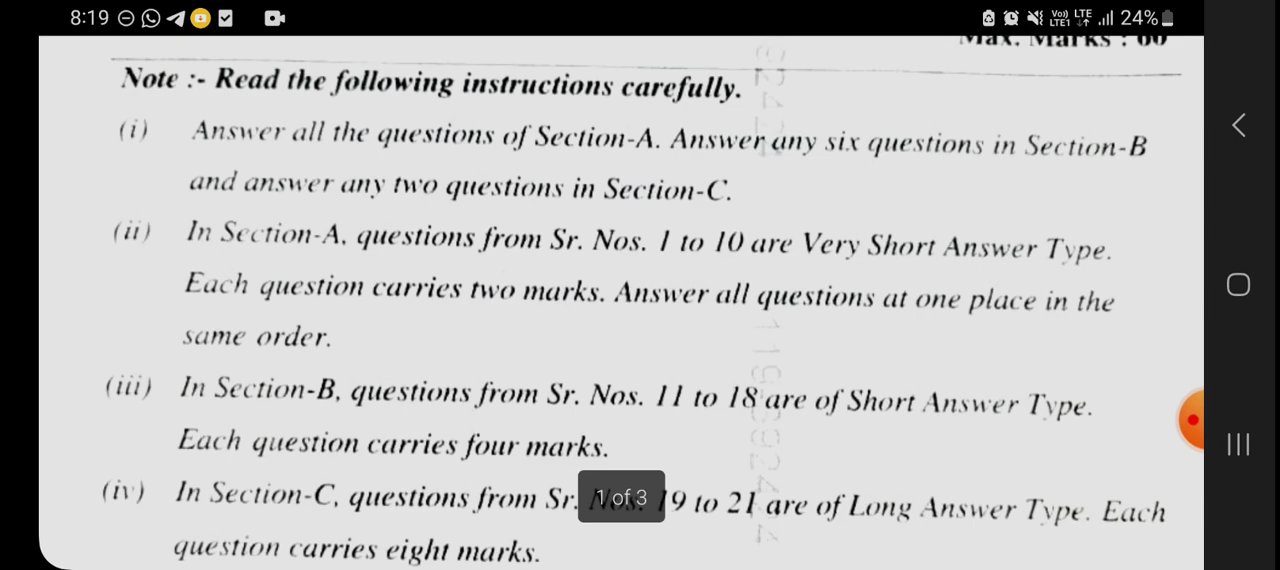 8:19
Vo) LTE
LTE1
24%
Max. Marks : 60
Note :- Read the following instructions carefully.
(i) Answer all the questions of Section-A. Answer any six questions in Section-B
and answer any two questions in Section-C.
(ii) In Section-A, questions from Sr. Nos. 1 to 10 are Very Short Answer Type.
Each question carries two marks. Answer all questions at one place in the
same order.
(iii) In Section-B, questions from Sr. Nos. 11 to 18 are of Short Answer Type.
Each question carries four marks.
(iv) In Section-C, questions from Sr. Nos. 19 to 21 are of Long Answer Type. Each
1 of 3
question carries eight marks.